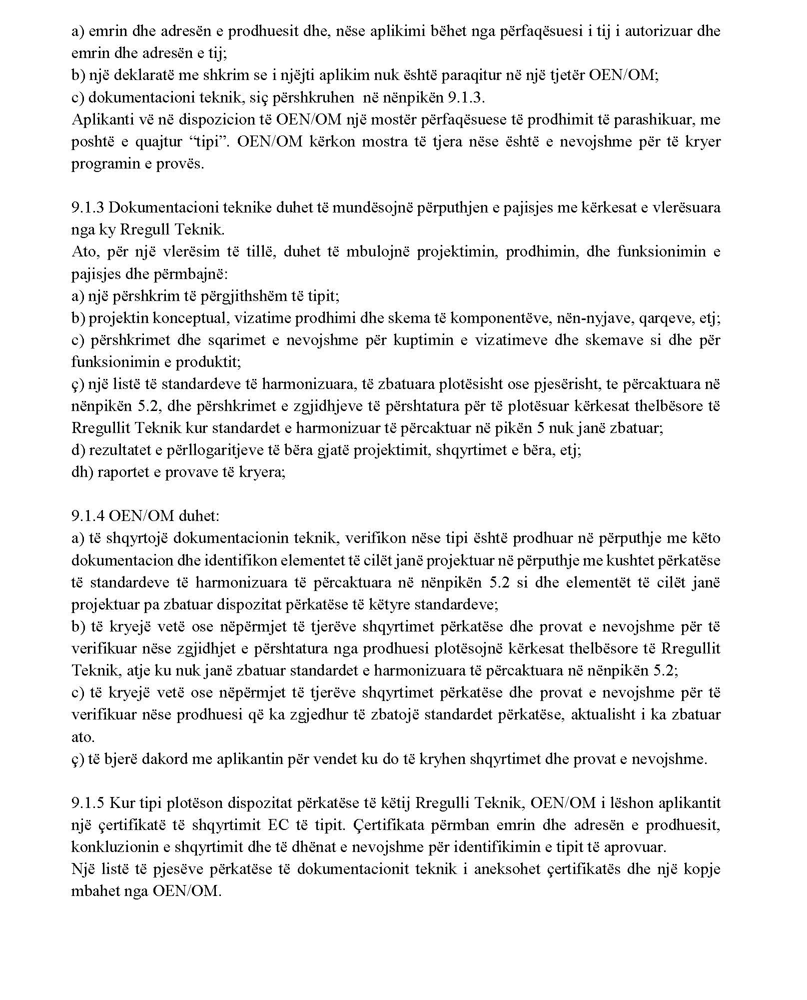 a) emrin dhe adresën e prodhuesit dhe, nëse aplikimi bëhet nga përfaqësuesi i tij i autorizuar dhe
emrin dhe adresën e tij;
b) një deklaratë me shkrim se i njëjti aplikim nuk është paraqitur në një tjetër OEN/OM;
c) dokumentacioni teknik, siç përshkruhen  në nënpikën 9.1.3.
Aplikanti vë në dispozicion të OEN/OM një mostër përfaqësuese të prodhimit të parashikuar, me
poshtë e quajtur “tipi”. OEN/OM kërkon mostra të tjera nëse është e nevojshme për të kryer
programin e provës.

9.1.3 Dokumentacioni teknike duhet të mundësojnë përputhjen e pajisjes me kërkesat e vlerësuara
nga ky Rregull Teknik.
Ato, për një vlerësim të tillë, duhet të mbulojnë projektimin, prodhimin, dhe funksionimin e
pajisjes dhe përmbajnë:
a) një përshkrim të përgjithshëm të tipit;
b) projektin konceptual, vizatime prodhimi dhe skema të komponentëve, nën-nyjave, qarqeve, etj;
c) përshkrimet dhe sqarimet e nevojshme për kuptimin e vizatimeve dhe skemave si dhe për
funksionimin e produktit;
ç) një listë të standardeve të harmonizuara, të zbatuara plotësisht ose pjesërisht, te përcaktuara në
nënpikën 5.2, dhe përshkrimet e zgjidhjeve të përshtatura për të plotësuar kërkesat thelbësore të
Rregullit Teknik kur standardet e harmonizuar të përcaktuar në pikën 5 nuk janë zbatuar;
d) rezultatet e përllogaritjeve të bëra gjatë projektimit, shqyrtimet e bëra, etj;
dh) raportet e provave të kryera;

9.1.4 OEN/OM duhet:
a) të shqyrtojë dokumentacionin teknik, verifikon nëse tipi është prodhuar në përputhje me këto
dokumentacion dhe identifikon elementet të cilët janë projektuar në përputhje me kushtet përkatëse
të standardeve të harmonizuara të përcaktuara në nënpikën 5.2 si dhe elementët të cilët janë
projektuar pa zbatuar dispozitat përkatëse të këtyre standardeve;
b) të kryejë vetë ose nëpërmjet të tjerëve shqyrtimet përkatëse dhe provat e nevojshme për të
verifikuar nëse zgjidhjet e përshtatura nga prodhuesi plotësojnë kërkesat thelbësore të Rregullit
Teknik, atje ku nuk janë zbatuar standardet e harmonizuara të përcaktuara në nënpikën 5.2;
c) të kryejë vetë ose nëpërmjet të tjerëve shqyrtimet përkatëse dhe provat e nevojshme për të
verifikuar nëse prodhuesi që ka zgjedhur të zbatojë standardet përkatëse, aktualisht i ka zbatuar
ato.
ç) të bjerë dakord me aplikantin për vendet ku do të kryhen shqyrtimet dhe provat e nevojshme.

9.1.5 Kur tipi plotëson dispozitat përkatëse të këtij Rregulli Teknik, OEN/OM i lëshon aplikantit
një çertifikatë të shqyrtimit EC të tipit. Çertifikata përmban emrin dhe adresën e prodhuesit,
konkluzionin e shqyrtimit dhe të dhënat e nevojshme për identifikimin e tipit të aprovuar.
Një listë të pjesëve përkatëse të dokumentacionit teknik i aneksohet çertifikatës dhe një kopje
mbahet nga OEN/OM.